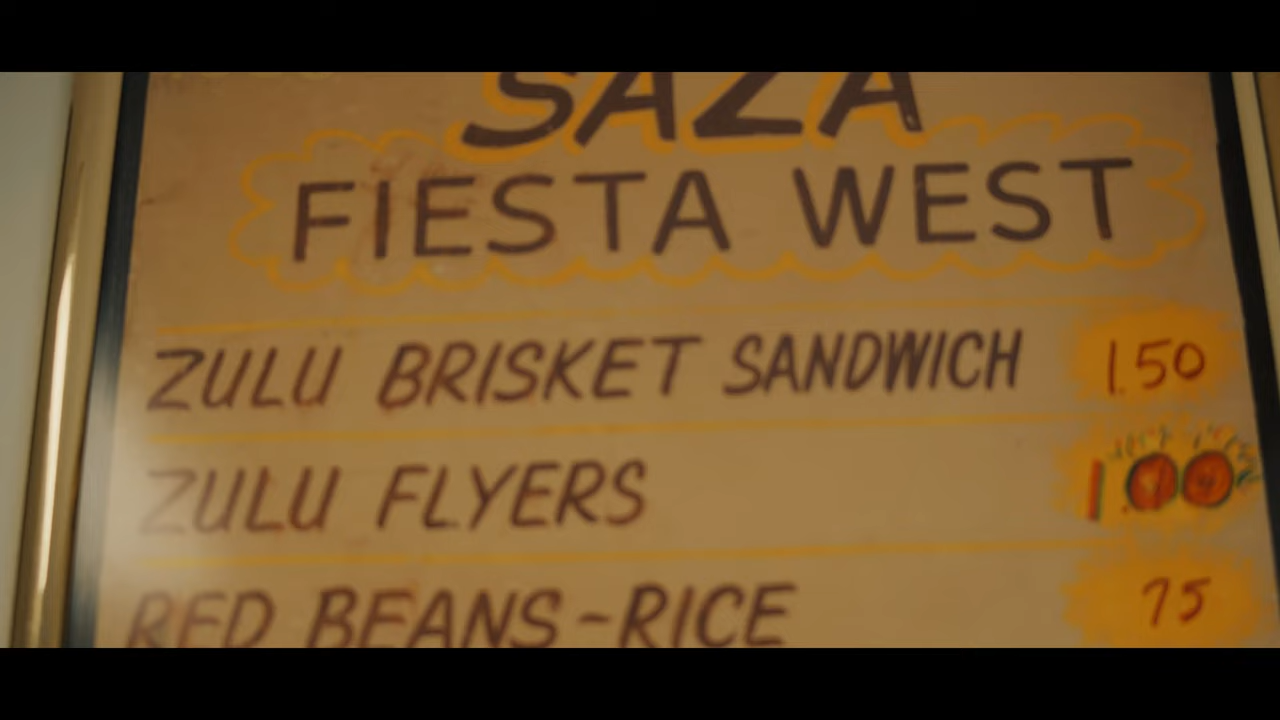 SAZA
FIESTA WEST
ZULU BRISKET SANDWICH 1.50
ZULU FLYERS 1.00
RED BEANS-RICE 75